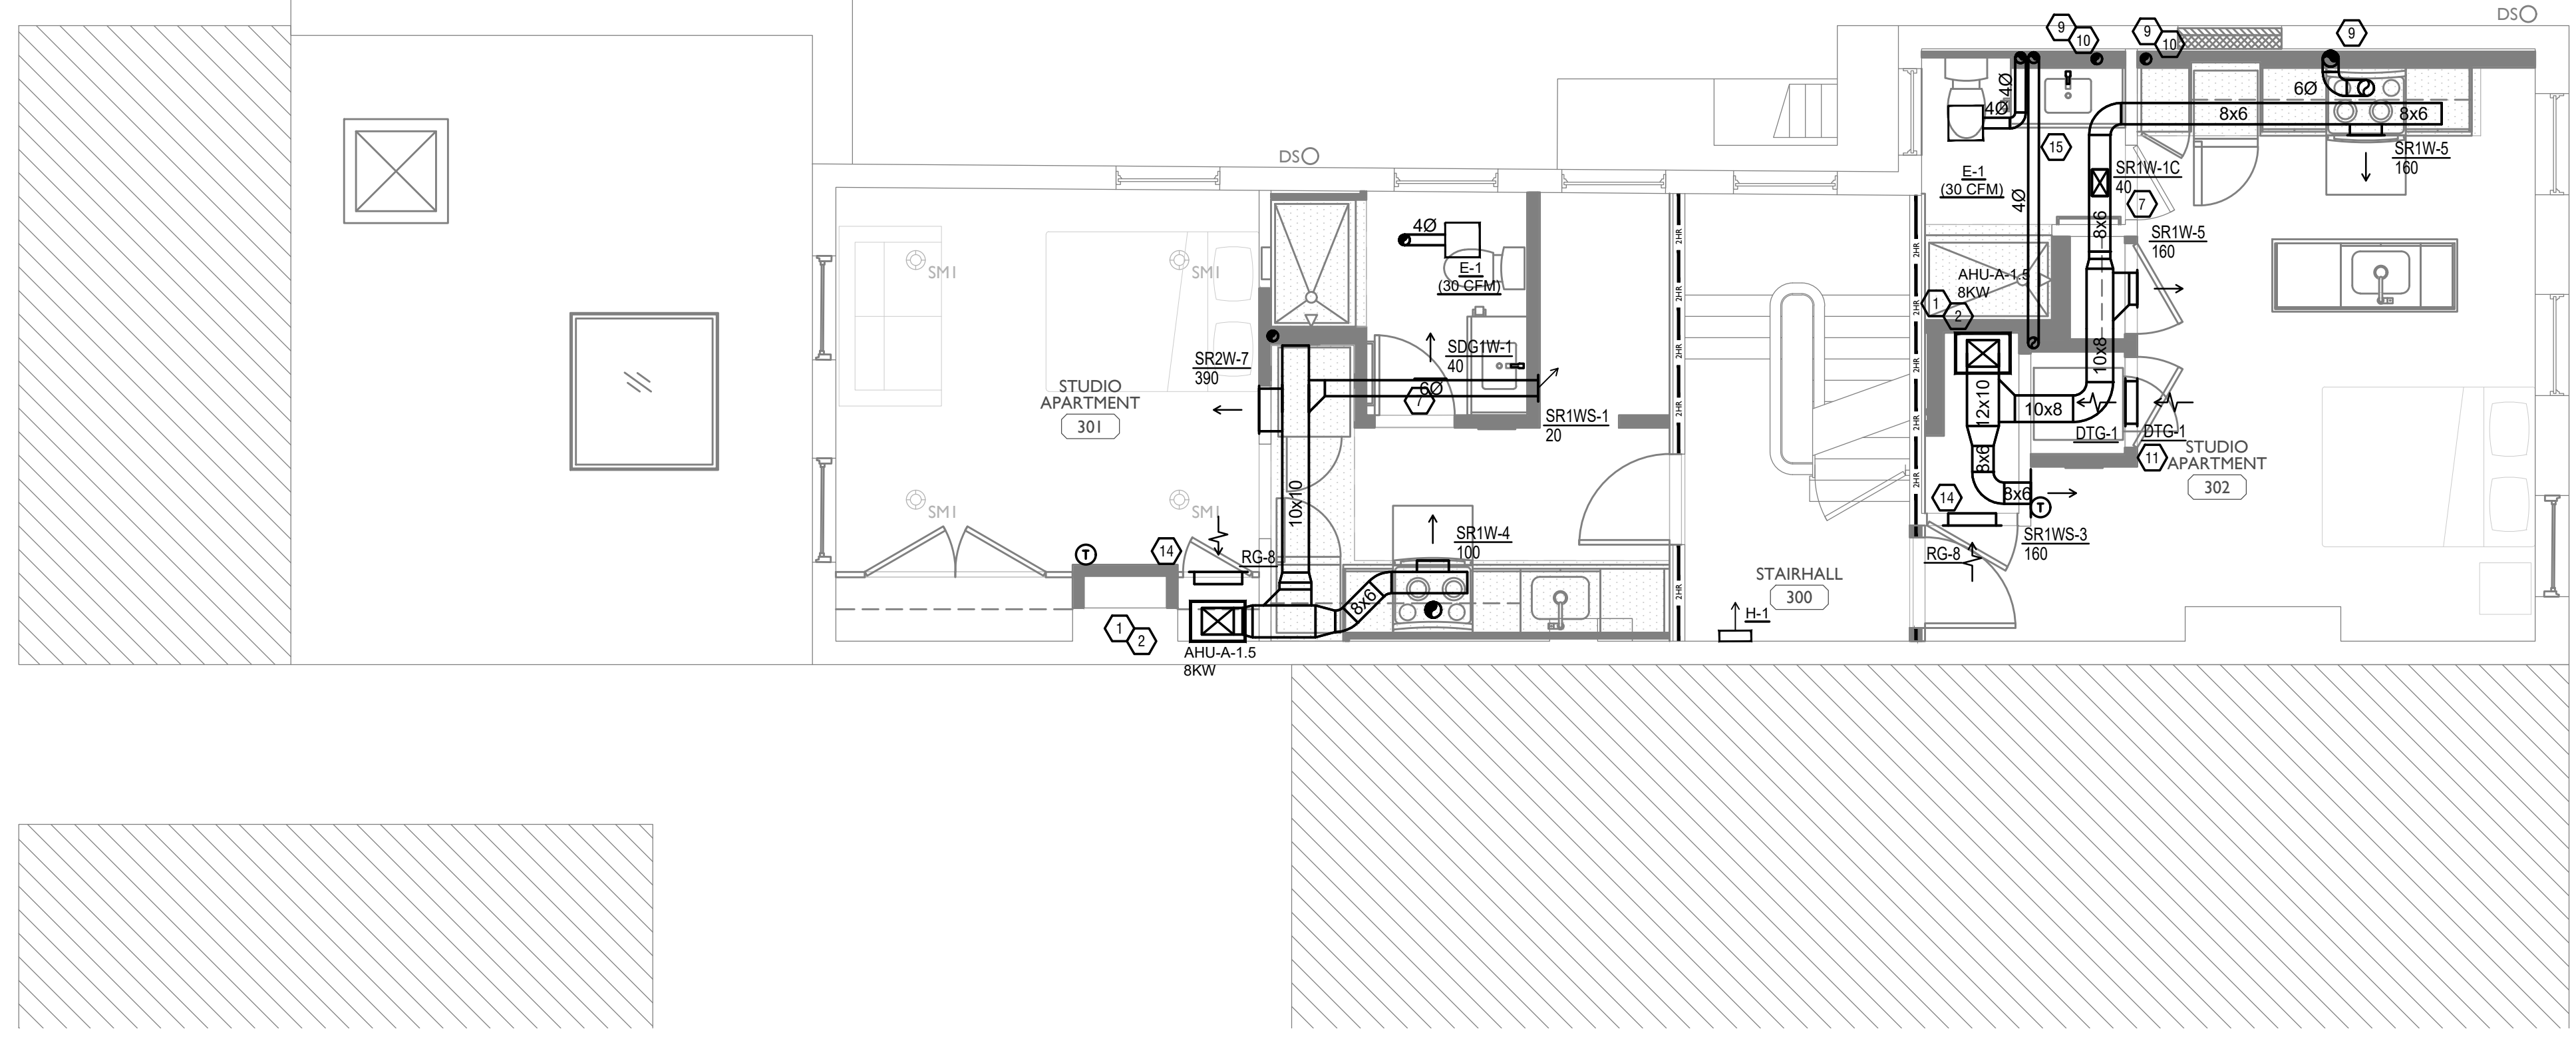 DS
9
10
9
10
9
4Ø
4Ø
6Ø
8x6
8x6
15
SR1W-5
160
DS
E-1
(30 CFM)
SR1W-1C
40
7
4Ø
8x6
SR1W-5
160
2HR
2HR
2HR
2HR
2HR
2HR
2HR
2HR
2HR
2HR
2HR
2HR
4Ø
E-1
(30 CFM)
SM1
SM1
AHU-A-1.5
8KW
1
2
10x8
SR2W-7
390
SDG1W-1
40
6Ø
7
SR1WS-1
20
STUDIO
APARTMENT
301
12x10
10x8
DTG-1
DTG-1
11
STUDIO
APARTMENT
302
8x6
8x6
14
T
SR1WS-3
160
RG-8
SM1
SM1
10x10
T
14
RG-8
SR1W-4
100
8x6
STAIRHALL
300
H-1
1
2
AHU-A-1.5
8KW